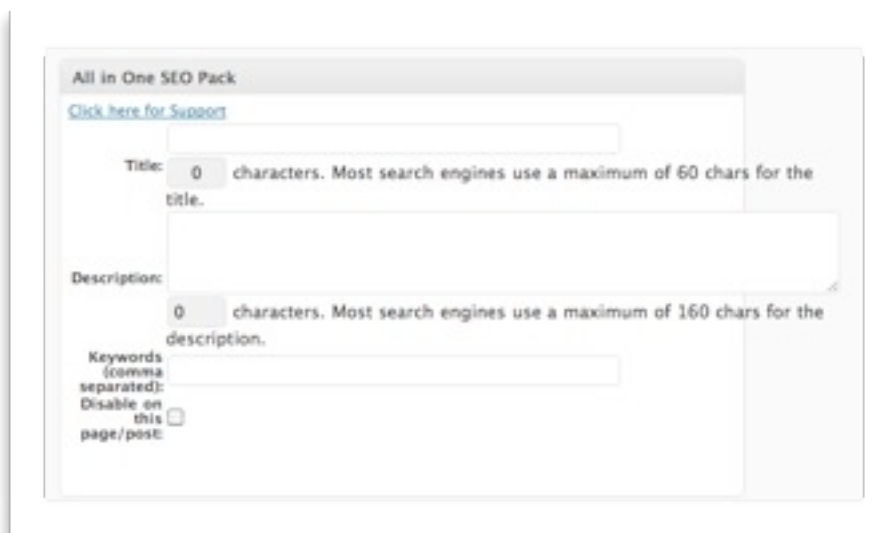 All in One SEO Pack
Click here for Support
Title:
0 characters. Most search engines use a maximum of 60 chars for the
title.
Description:
0 characters. Most search engines use a maximum of 160 chars for the
description.
Keywords
(comma
separated):
Disable on
this
page/post: